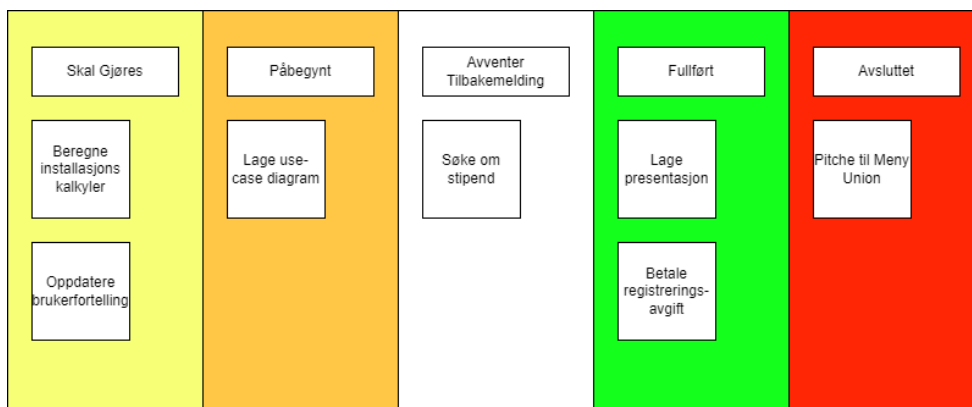 Skal Gjøres
Påbegynt
Avventer
Tilbakemelding
Fullført
Avsluttet
Beregne
installasjons
kalkyler
Lage use-
case diagram
Søke om
stipend
Lage
presentasjon
Pitche til Meny
Union
Oppdatere
brukerfortelling
Betale
registrerings-
avgift